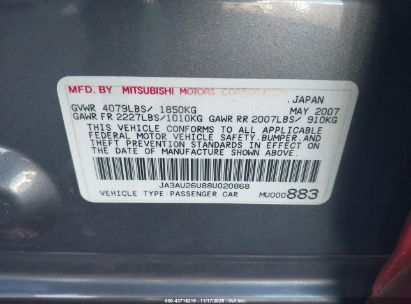 MFD. BY MITSUBISHI MOTORS CORPORATION
JAPAN
GVWR 4079LBS/ 1850KG MAY 2007
GAWR FR 2227LBS/1010KG GAWR RR 2007LBS/ 910KG
THIS VEHICLE CONFORMS TO ALL APPLICABLE
FEDERAL MOTOR VEHICLE SAFETY,BUMPER,AND
THEFT PREVENTION STANDARDS IN EFFECT ON THE
DATE OF MANUFACTURE SHOWN ABOVE.
JA3AU26U88U020868
VEHICLE TYPE PASSENGER CAR MU000883